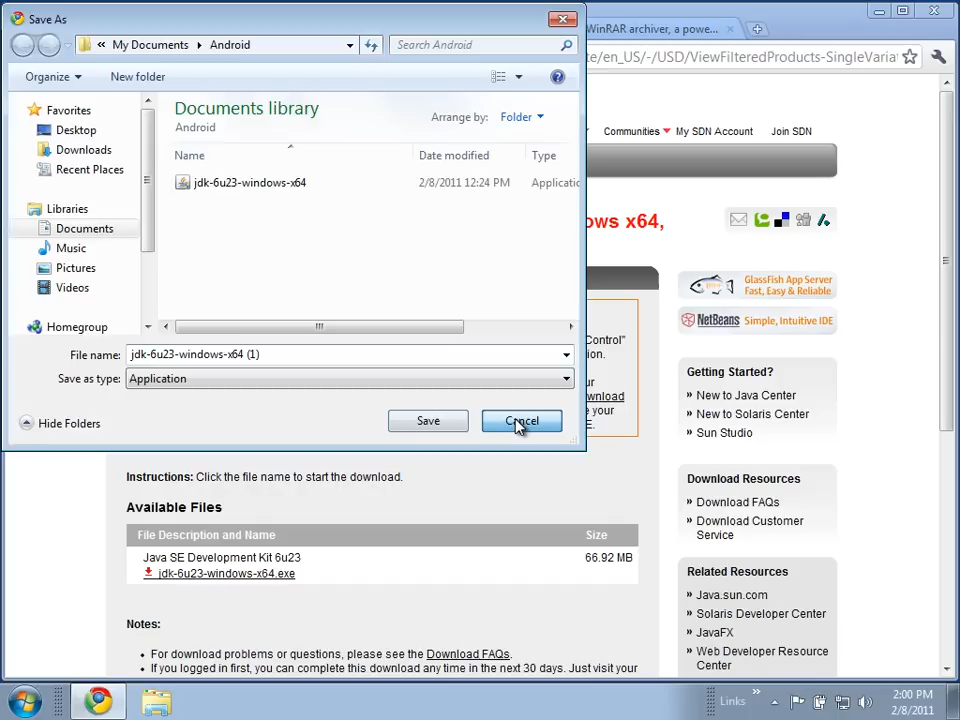 Save As
« My Documents Android
Search Android
Organize
New folder
Favorites
Desktop
Downloads
Recent Places
Libraries
Documents
Music
Pictures
Videos
Homegroup
Documents library
Android
Arrange by: Folder
Name Date modified Type
jdk-6u23-windows-x64 2/8/2011 12:24 PM Applicatic
File name: jdk-6u23-windows-x64 (1)
Save as type: Application
Hide Folders
Save
Cancel
WinRAR archiver, a powe...
te/en_US/-/USD/ViewFilteredProducts-SingleVariat
Communities My SDN Account Join SDN
ows x64,
GlassFish App Server
Fast, Easy & Reliable
NetBeans Simple, Intuitive IDE
Control"
ion.
ur
wnload
e your
E.
Getting Started?
» New to Java Center
» New to Solaris Center
» Sun Studio
Instructions: Click the file name to start the download.
Available Files
File Description and Name Size
Java SE Development Kit 6u23 66.92 MB
jdk-6u23-windows-x64.exe
Download Resources
» Download FAQs
» Download Customer
Service
Related Resources
» Java.sun.com
» Solaris Developer Center
» JavaFX
» Web Developer Resource
Center
Notes:
• For download problems or questions, please see the Download FAQs.
• If you logged in first, you can complete this download any time in the next 30 days. Just visit your
Links »
2:00 PM
2/8/2011